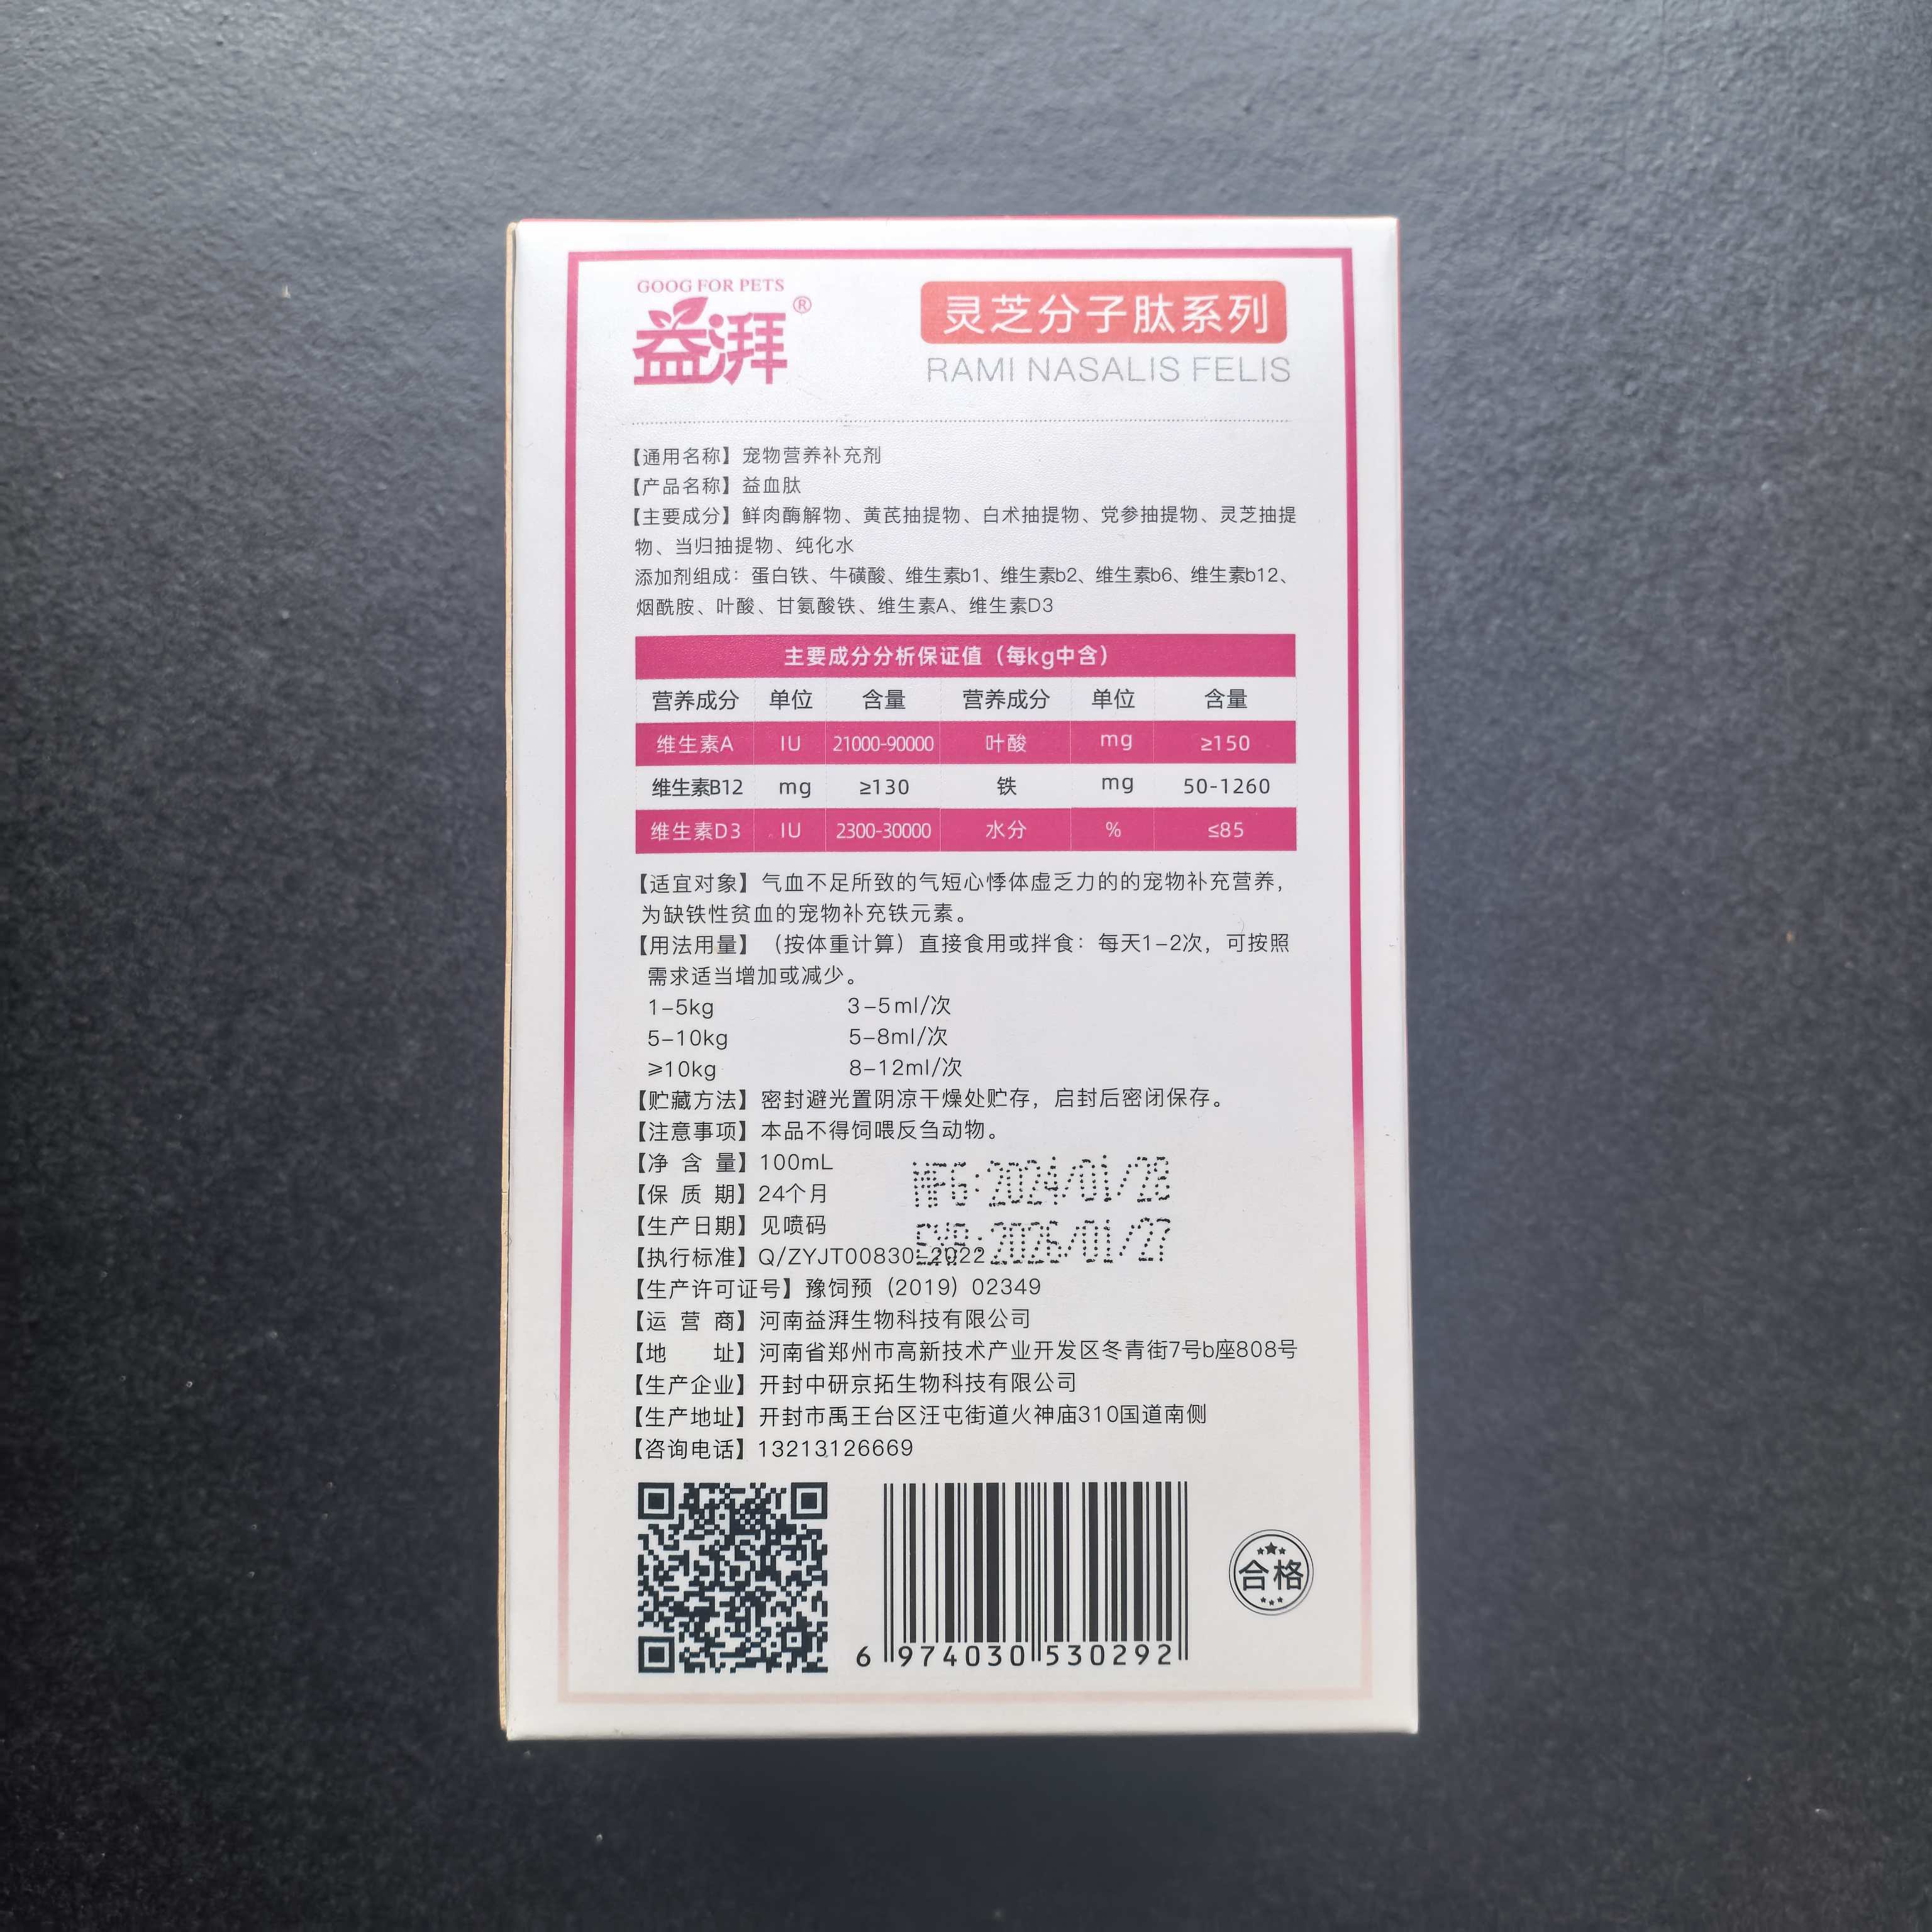 GOOG FOR PETS
益湃®
灵芝分子肽系列
RAMI NASALIS FELIS
【通用名称】宠物营养补充剂
【产品名称】益血肽
【主要成分】鲜肉酶解物、黄芪抽提物、白术抽提物、党参抽提物、灵芝抽提
物、当归抽提物、纯化水
添加剂组成：蛋白铁、牛磺酸、维生素b1、维生素b2、维生素b6、维生素b12、
烟酰胺、叶酸、甘氨酸铁、维生素A、维生素D3
主要成分分析保证值（每kg中含）
营养成分 单位 含量 营养成分 单位 含量
维生素A IU 21000-90000 叶酸 mg ≥150
维生素B12 mg ≥130 铁 mg 50-1260
维生素D3 IU 2300-30000 水分 % ≤85
【适宜对象】气血不足所致的气短心悸体虚乏力的的宠物补充营养，
为缺铁性贫血的宠物补充铁元素。
【用法用量】（按体重计算）直接食用或拌食：每天1-2次，可按照
需求适当增加或减少。
1-5kg 3-5ml/次
5-10kg 5-8ml/次
≥10kg 8-12ml/次
【贮藏方法】密封避光置阴凉干燥处贮存，启封后密闭保存。
【注意事项】本品不得饲喂反刍动物。
【净 含 量】100mL
MFG:2024/01/28
【保 质 期】24个月
【生产日期】见喷码
EXP:2026/01/27
【执行标准】Q/ZYJT00830-2022
【生产许可证号】豫饲预（2019）02349
【运 营 商】河南益湃生物科技有限公司
【地 址】河南省郑州市高新技术产业开发区冬青街7号b座808号
【生产企业】开封中研京拓生物科技有限公司
【生产地址】开封市禹王台区汪屯街道火神庙310国道南侧
【咨询电话】13213126669
6 974030 530292
合格